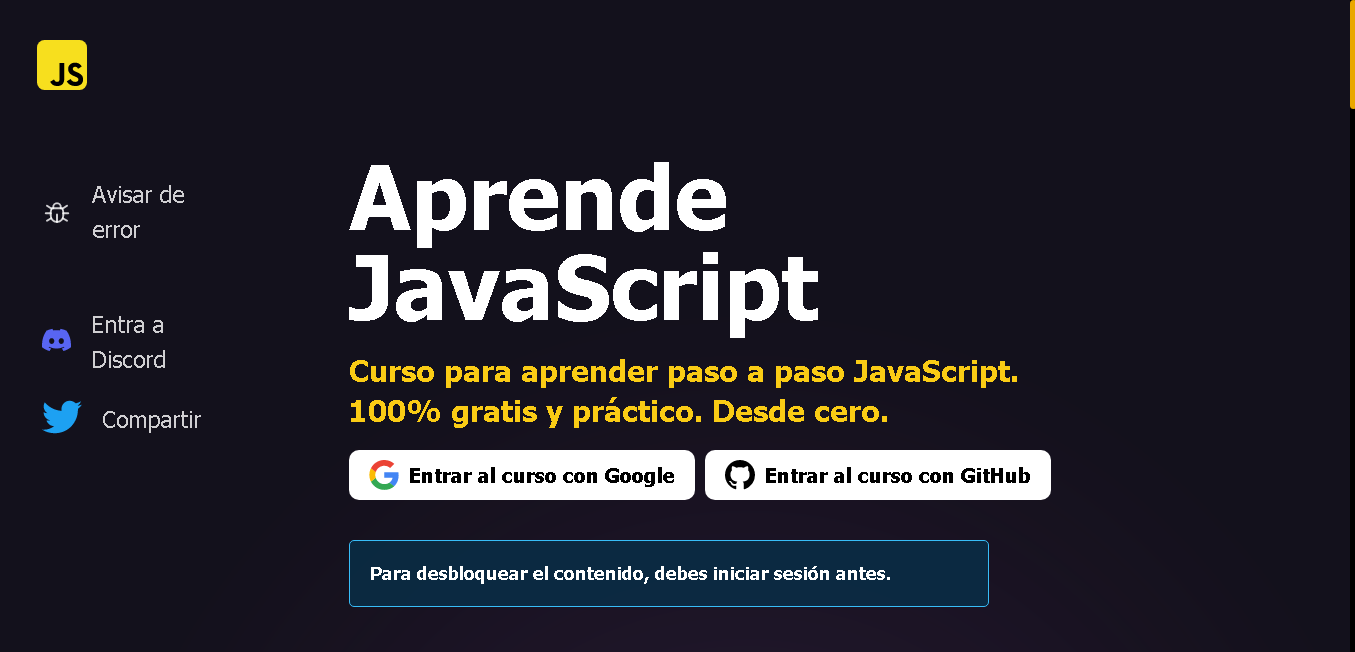 JS
Avisar de
error
Entra a
Discord
Compartir
Aprende
JavaScript
Curso para aprender paso a paso JavaScript.
100% gratis y práctico. Desde cero.
Entrar al curso con Google
Entrar al curso con GitHub
Para desbloquear el contenido, debes iniciar sesión antes.